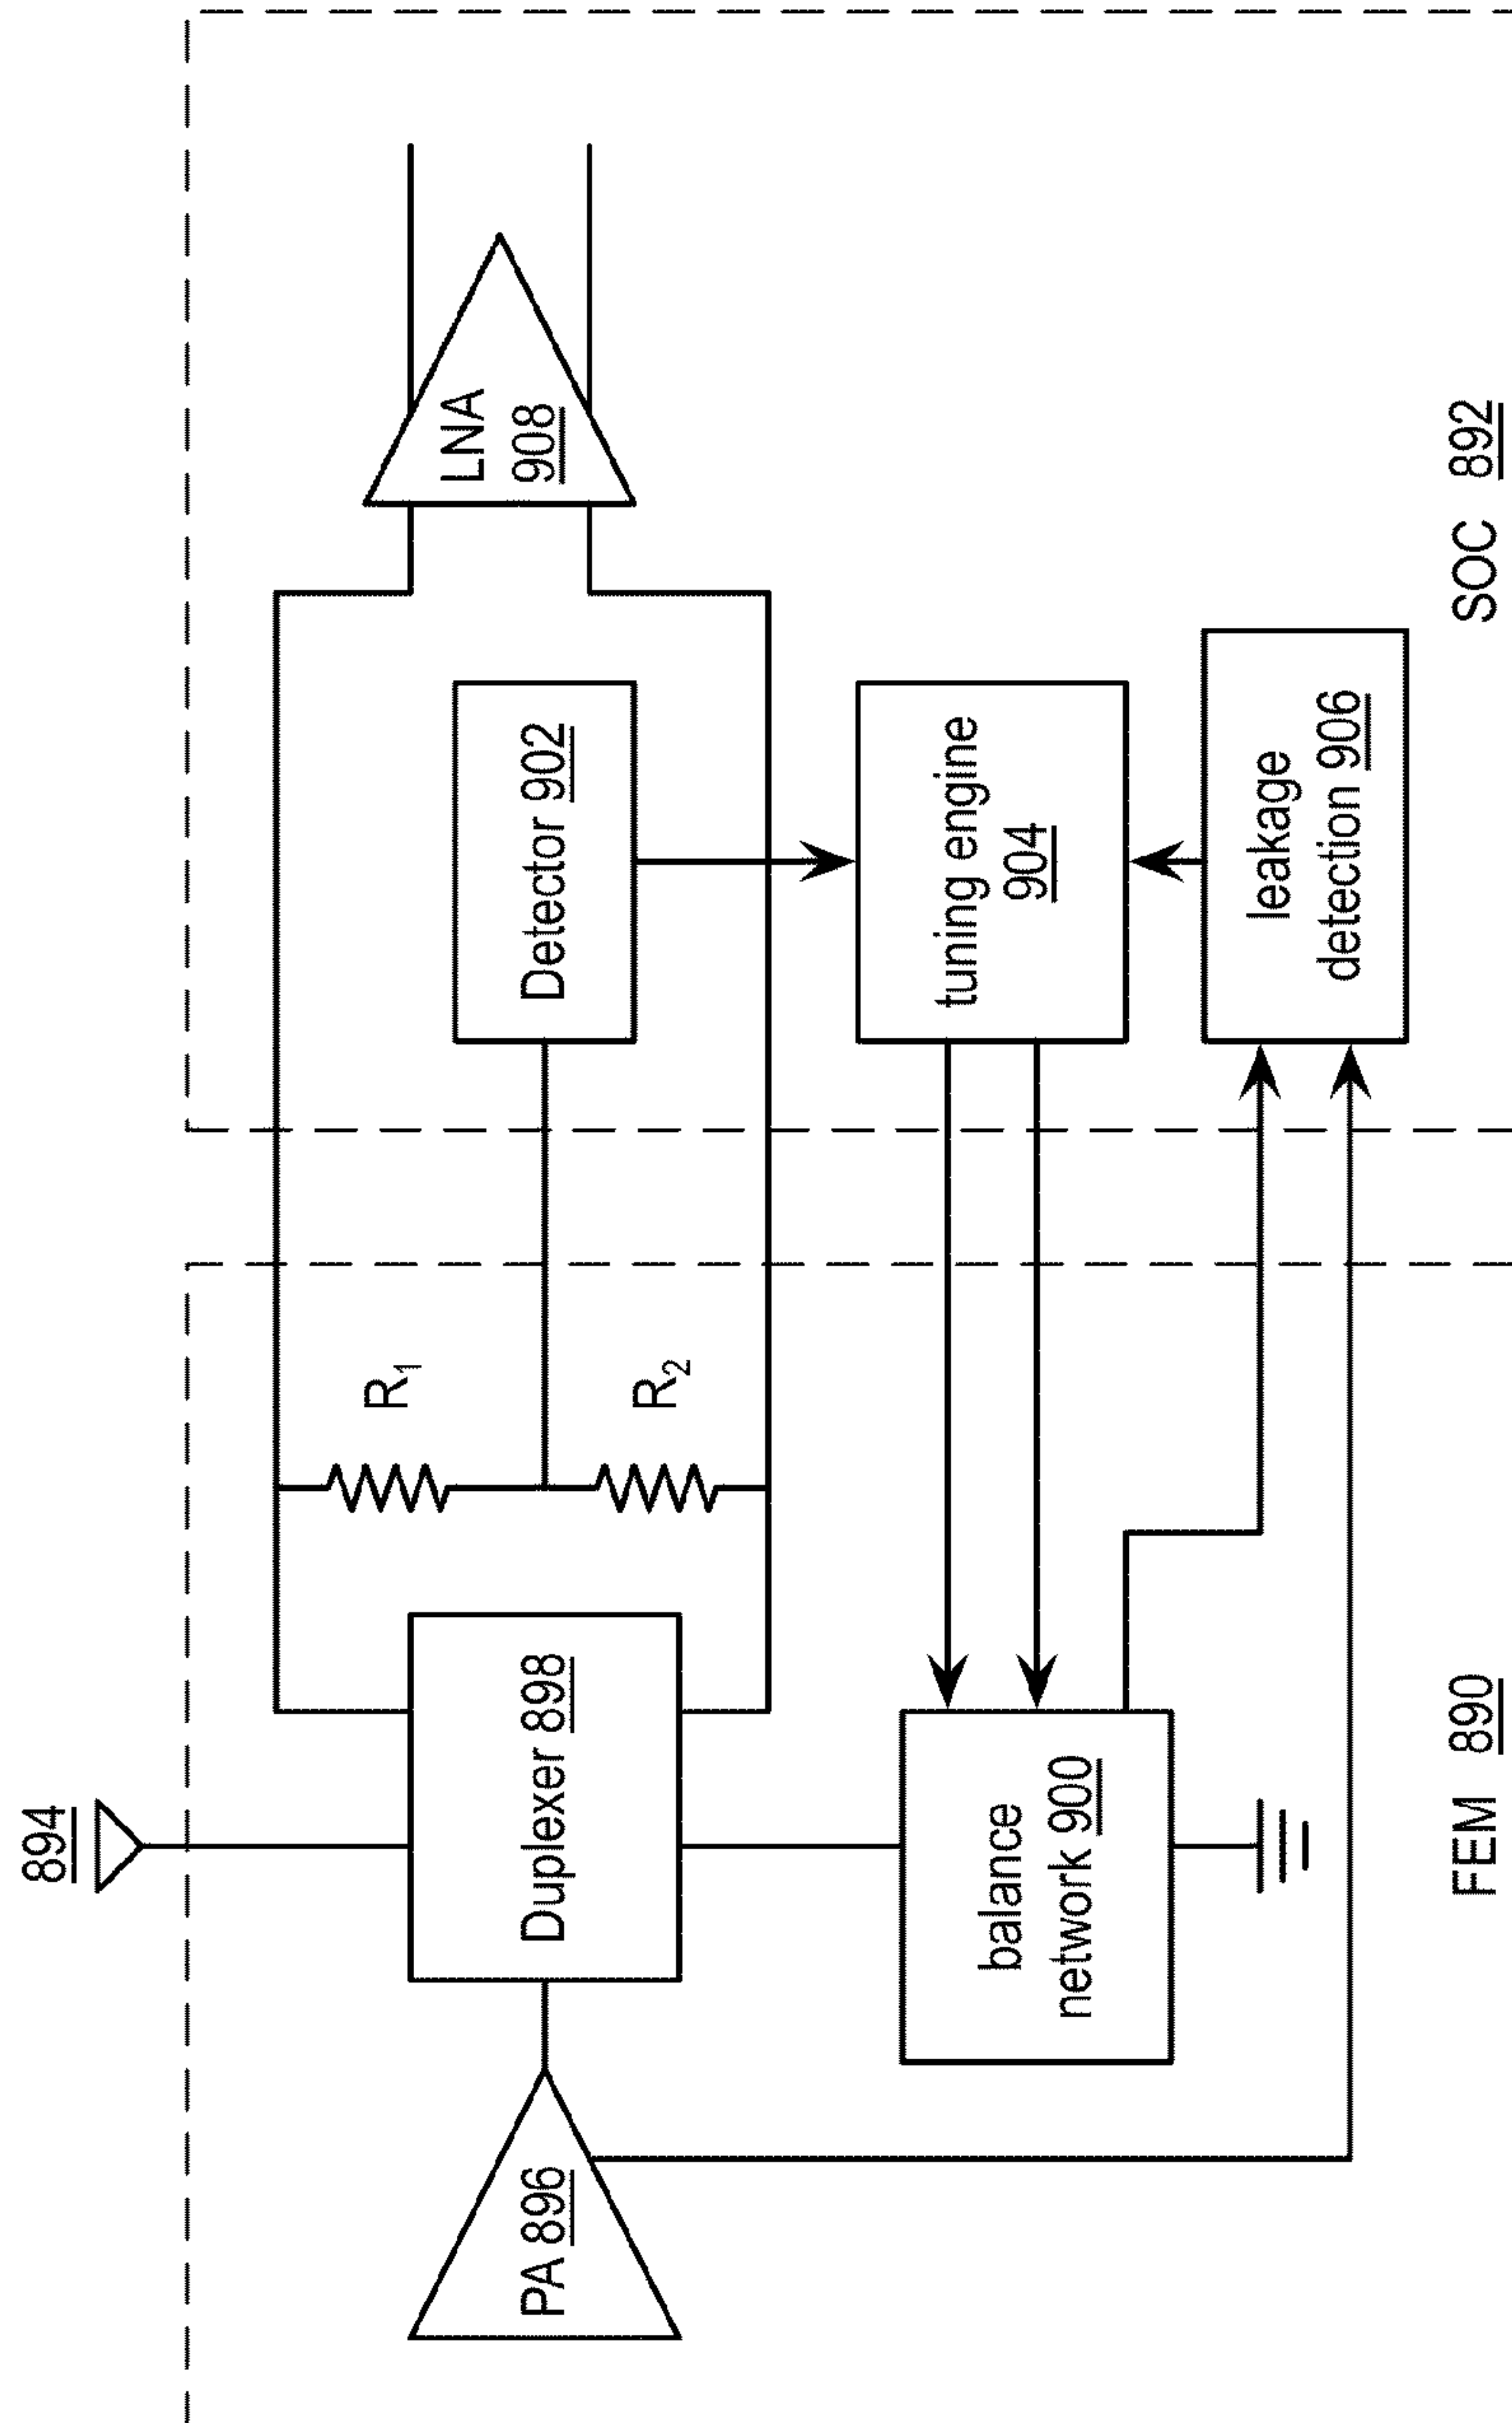 894
PA 896
Duplexer 898
R1
R2
Detector 902
LNA
908
balance
network 900
tuning engine
904
leakage
detection 906
FEM 890
SOC 892